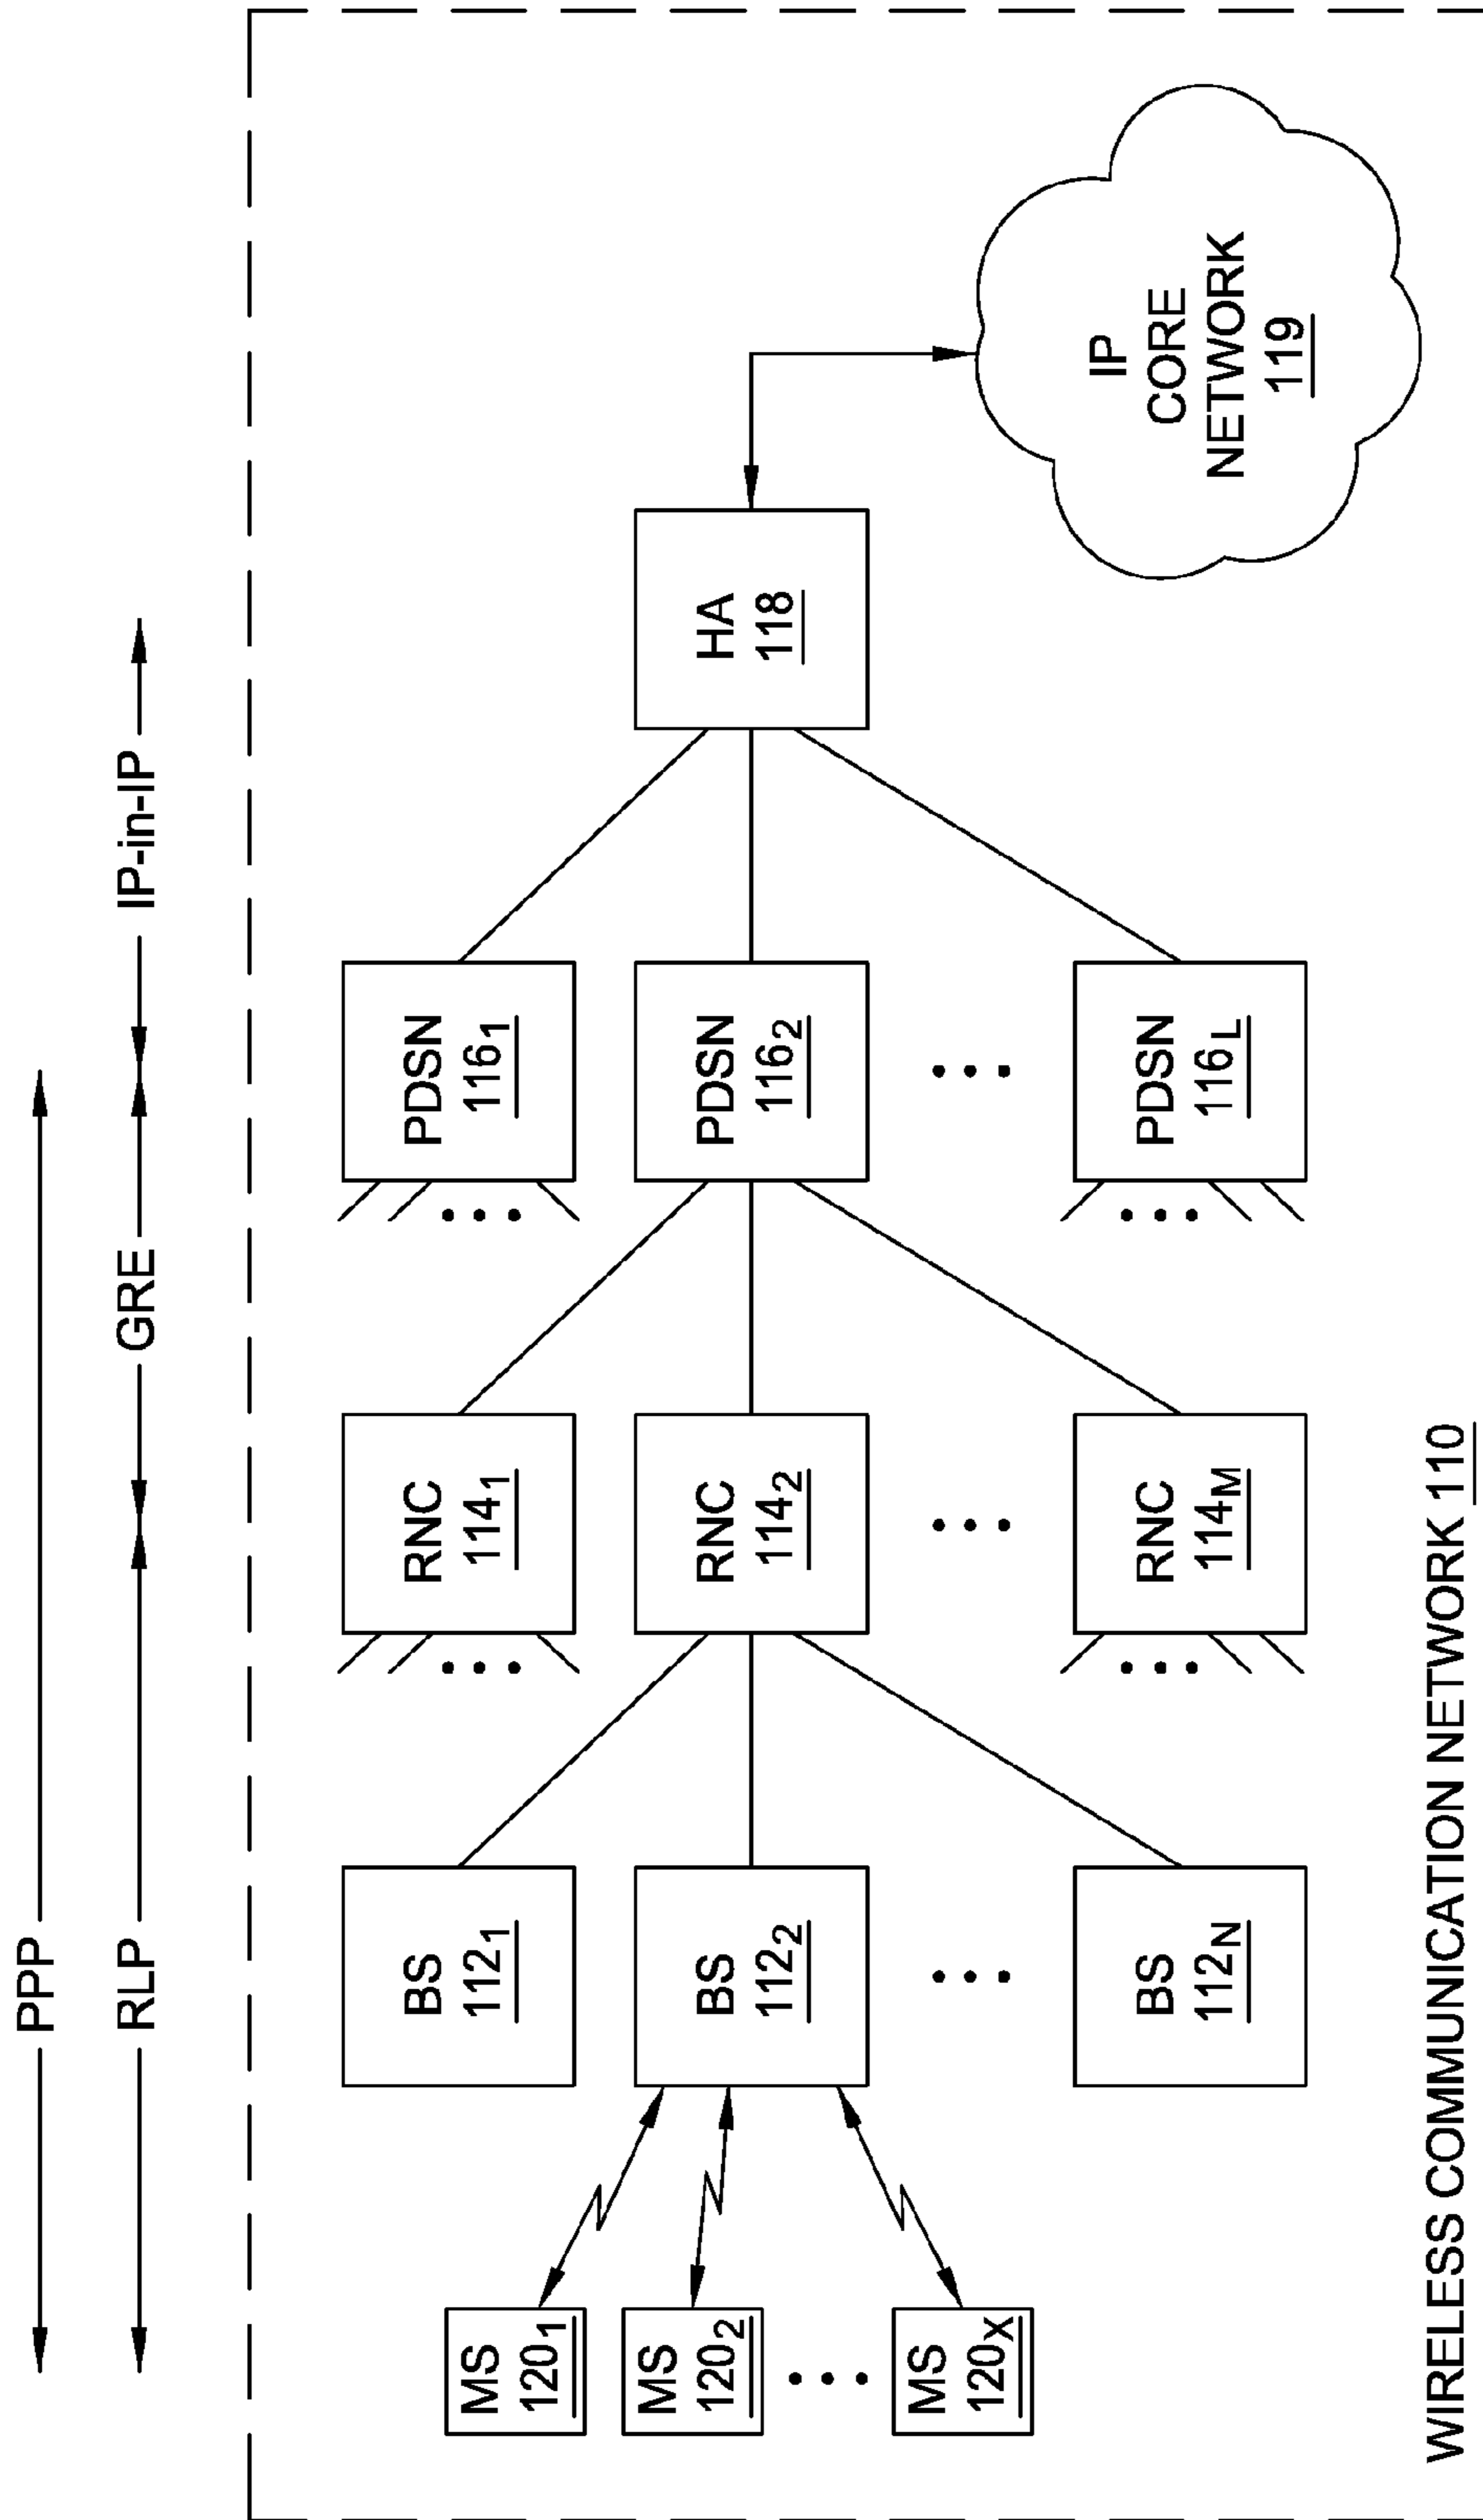 PPP
RLP
GRE
IP-in-IP
MS
120₁
MS
120₂
MS
120X
BS
112₁
BS
112₂
BS
112N
RNC
114₁
RNC
114₂
RNC
114M
PDSN
116₁
PDSN
116₂
PDSN
116L
HA
118
IP
CORE
NETWORK
119
WIRELESS COMMUNICATION NETWORK 110